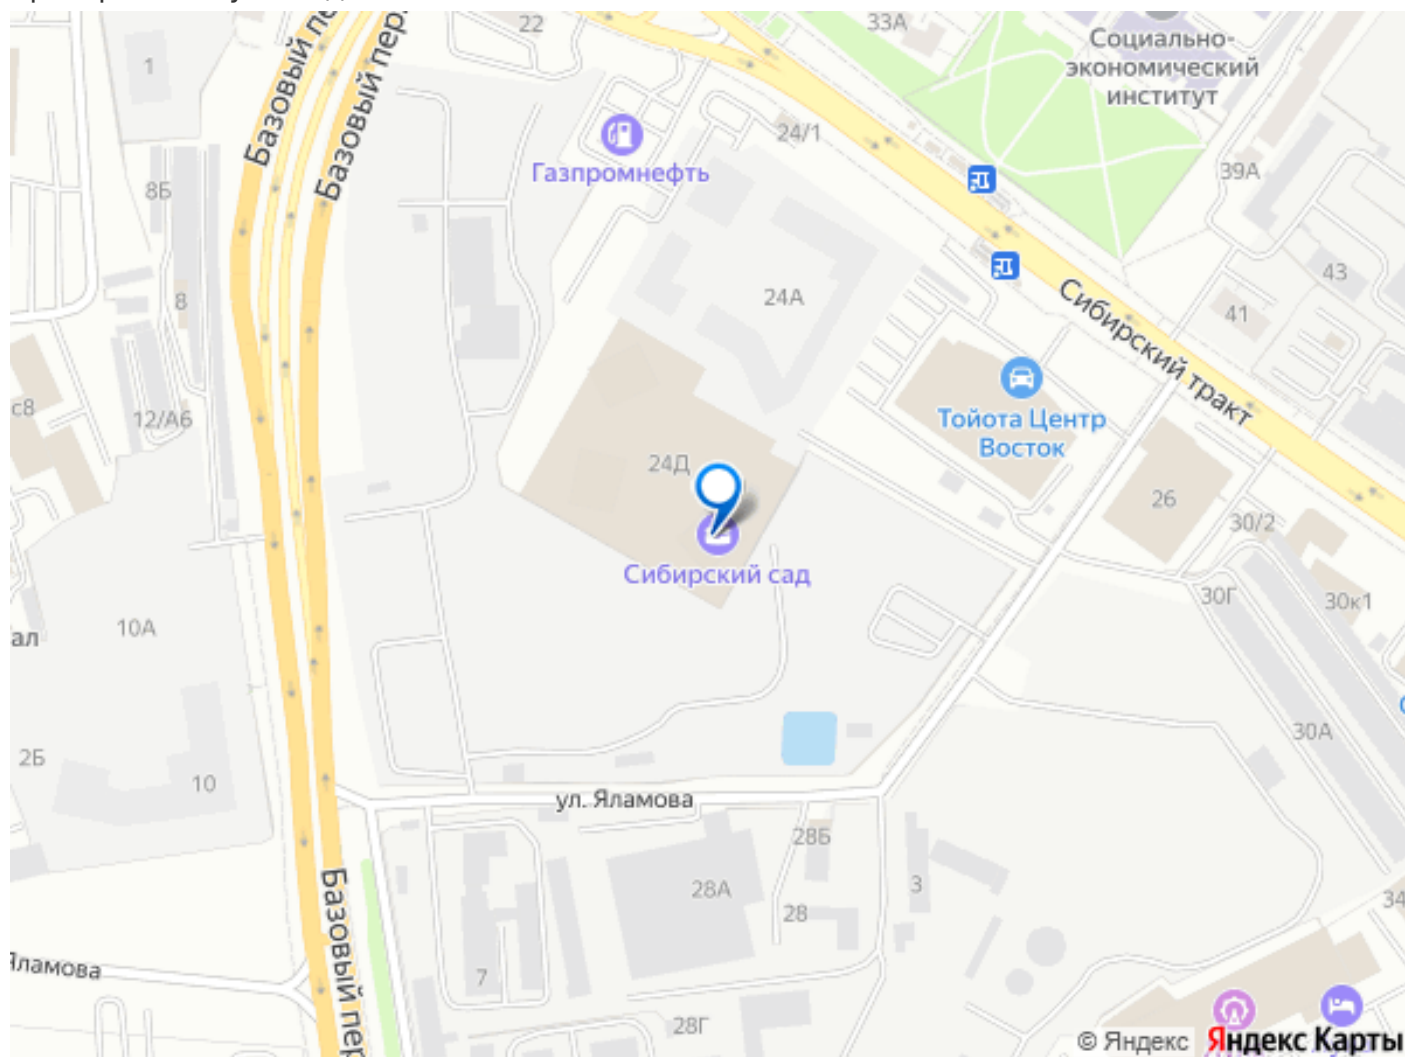 22
33А
1
Базовый пе
Базовый пер
Социально-
экономический
институт
24/1
Газпромнефть
39А
8Б
43
8
24А
41
Сибирский тракт
с8
12/А6
Тойота Центр
Восток
24Д
26
30/2
Сибирский сад
30Г
30к1
10А
ал
30А
2Б
10
ул. Яламова
28Б
3
28А
28
34
Базовый пер
Яламова
7
28Г
© Яндекс
Яндекс Карты